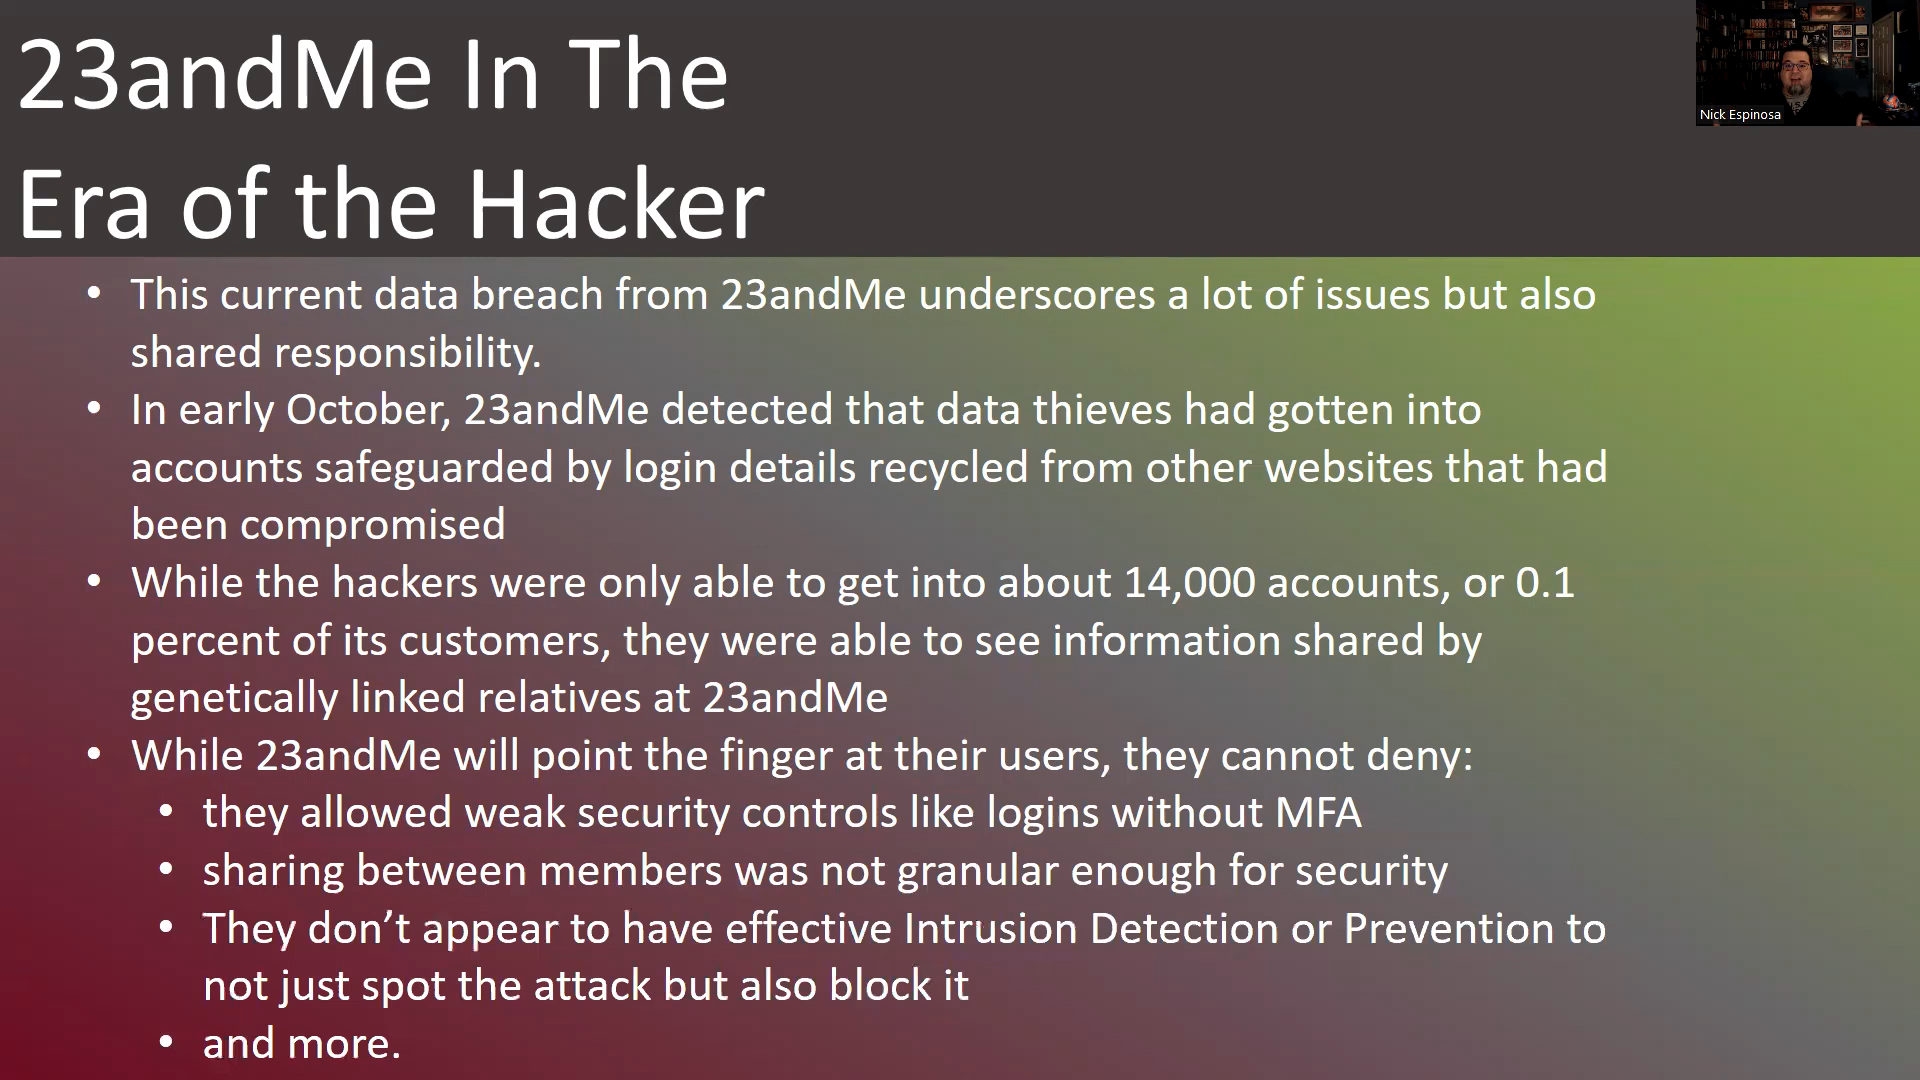 23andMe In The
Era of the Hacker
Nick Espinosa
• This current data breach from 23andMe underscores a lot of issues but also
shared responsibility.
• In early October, 23andMe detected that data thieves had gotten into
accounts safeguarded by login details recycled from other websites that had
been compromised
• While the hackers were only able to get into about 14,000 accounts, or 0.1
percent of its customers, they were able to see information shared by
genetically linked relatives at 23andMe
• While 23andMe will point the finger at their users, they cannot deny:
• they allowed weak security controls like logins without MFA
• sharing between members was not granular enough for security
• They don’t appear to have effective Intrusion Detection or Prevention to
not just spot the attack but also block it
• and more.